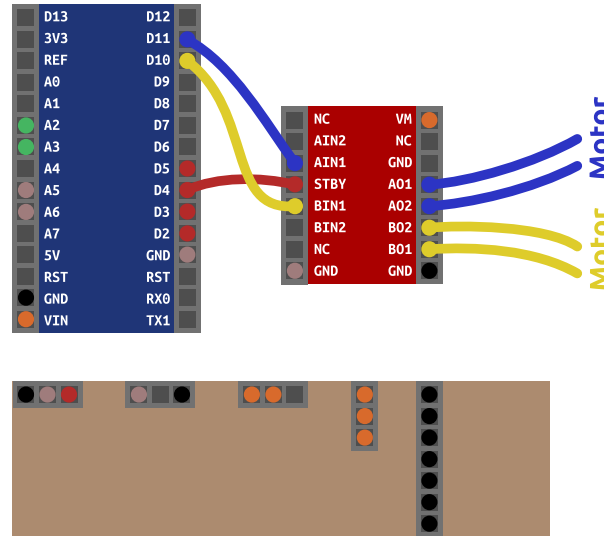 D13 D12
3V3 D11
REF D10
A0 D9
A1 D8
A2 D7
A3 D6
A4 D5
A5 D4
A6 D3
A7 D2
5V GND
RST RST
GND RX0
VIN TX1
NC VM
AIN2 NC
AIN1 GND
STBY AO1
BIN1 AO2
BIN2 BO2
NC BO1
GND GND
Motor
Motor